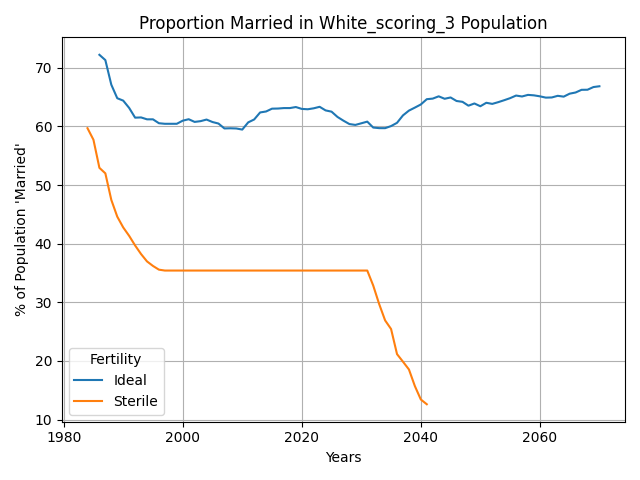 Proportion Married in White_scoring_3 Population
% of Population 'Married'
70
60
50
40
30
20
10
Fertility
Ideal
Sterile
1980 2000 2020 2040 2060
Years